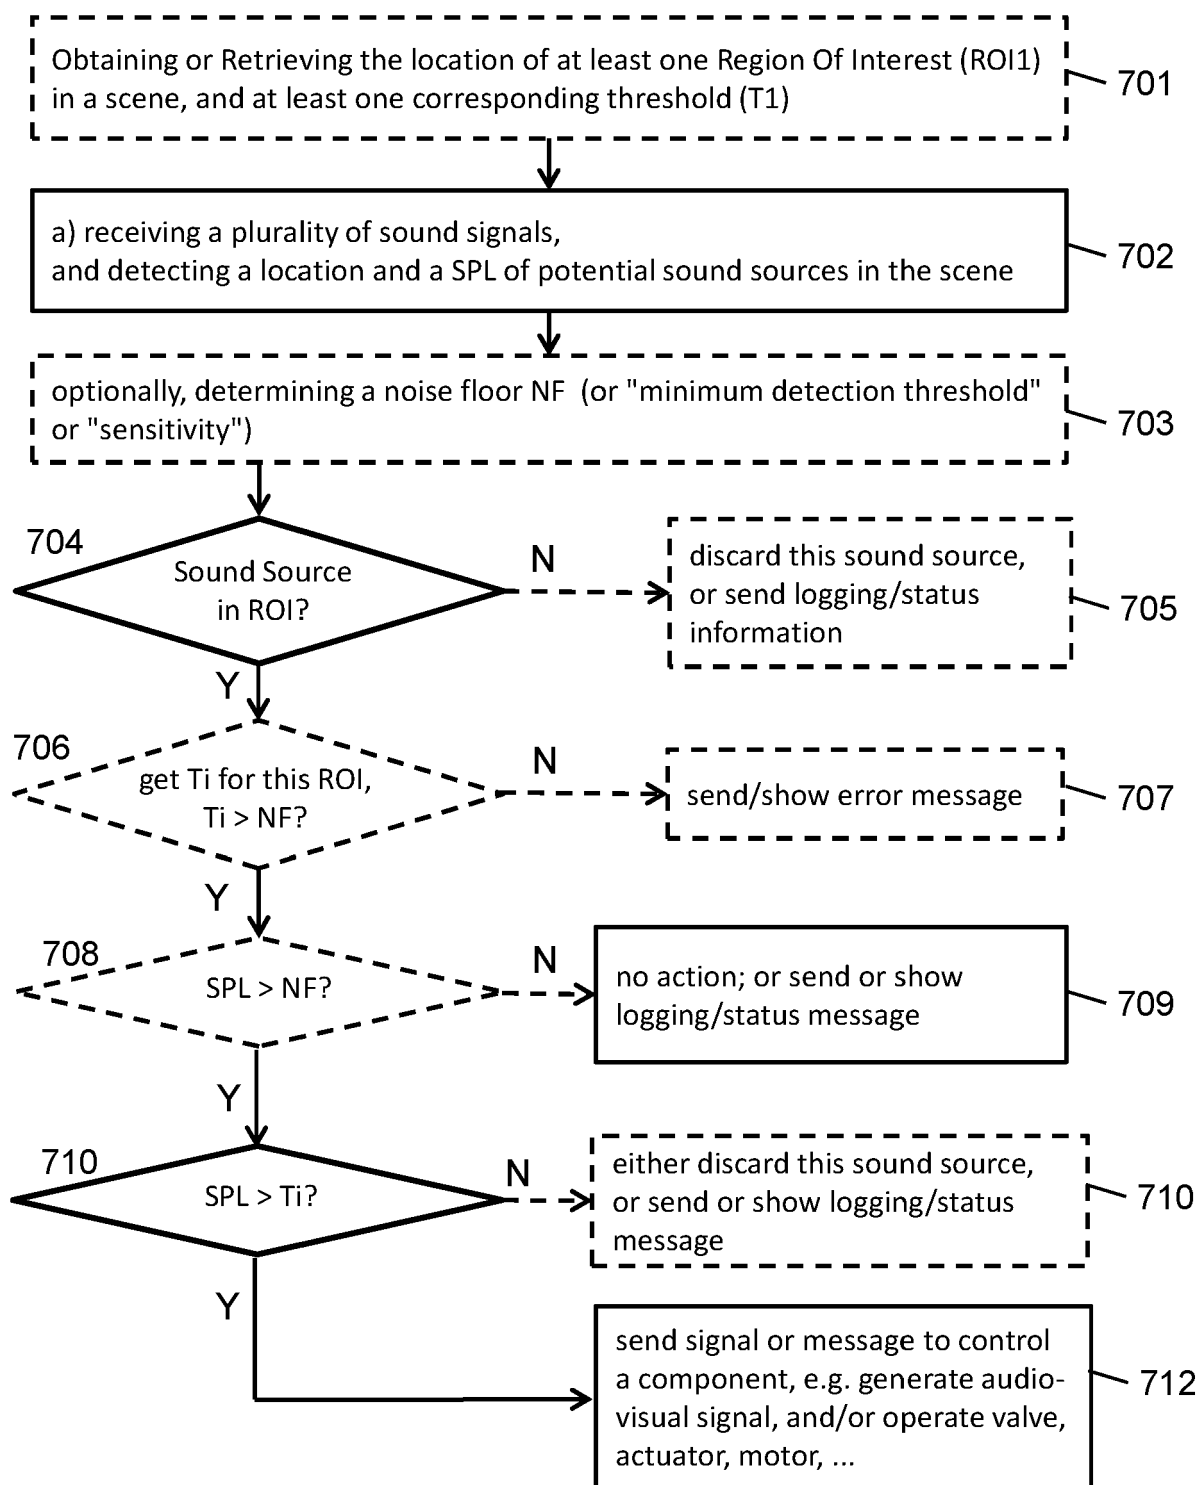 Obtaining or Retrieving the location of at least one Region Of Interest (ROI1)
in a scene, and at least one corresponding threshold (T1)
701
a) receiving a plurality of sound signals,
and detecting a location and a SPL of potential sound sources in the scene
702
optionally, determining a noise floor NF (or "minimum detection threshold"
or "sensitivity")
703
704
Sound Source
in ROI?
N
discard this sound source,
or send logging/status
information
705
Y
706
get Ti for this ROI,
Ti > NF?
N
send/show error message
707
Y
708
SPL > NF?
N
no action; or send or show
logging/status message
709
Y
710
SPL > Ti?
N
either discard this sound source,
or send or show logging/status
message
710
Y
send signal or message to control
a component, e.g. generate audio-
visual signal, and/or operate valve,
actuator, motor, ...
712